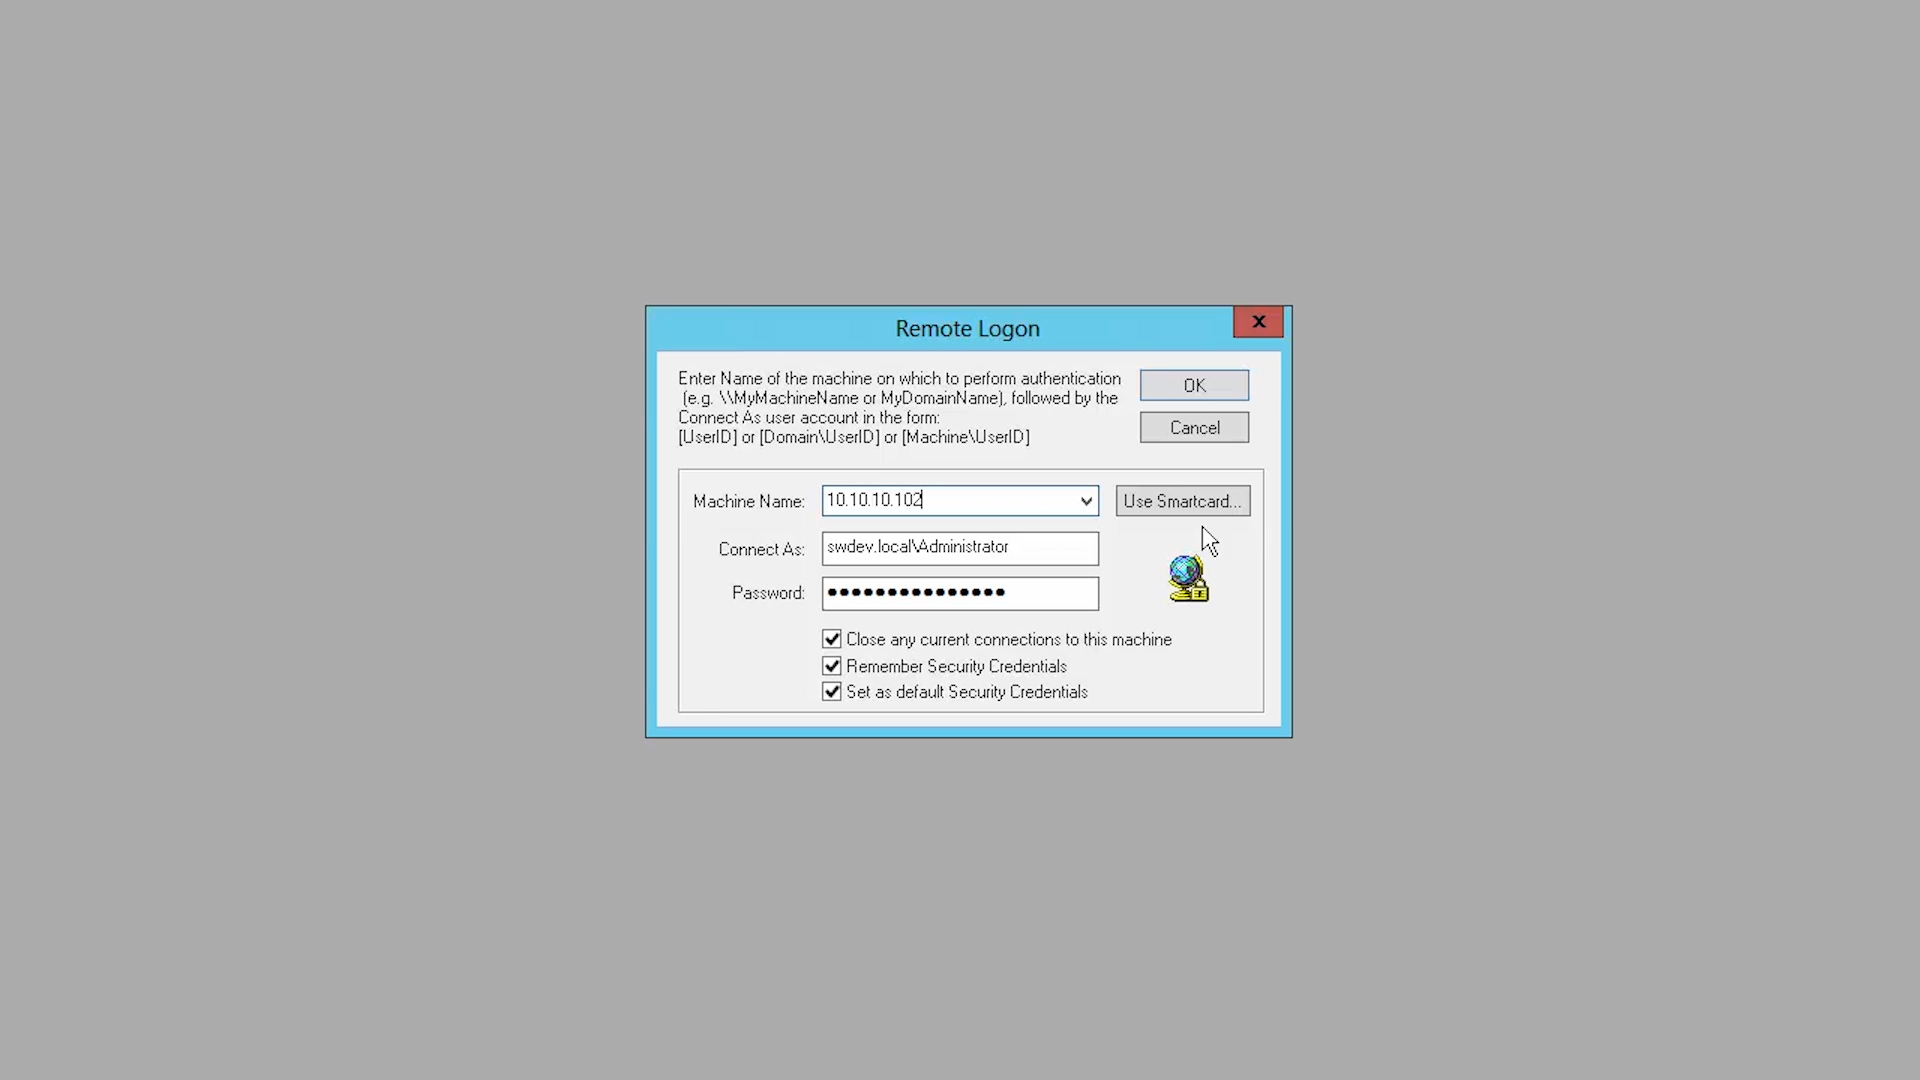 Remote Logon
X
Enter Name of the machine on which to perform authentication
(e.g. \\MyMachineName or MyDomainName), followed by the
Connect As user account in the form:
[UserID] or [Domain\UserID] or [Machine\UserID]
OK
Cancel
Machine Name: 10.10.10.102 Use Smartcard...
Connect As: swdev.local\Administrator
Password: ●●●●●●●●●●●●●●●
Close any current connections to this machine
Remember Security Credentials
Set as default Security Credentials